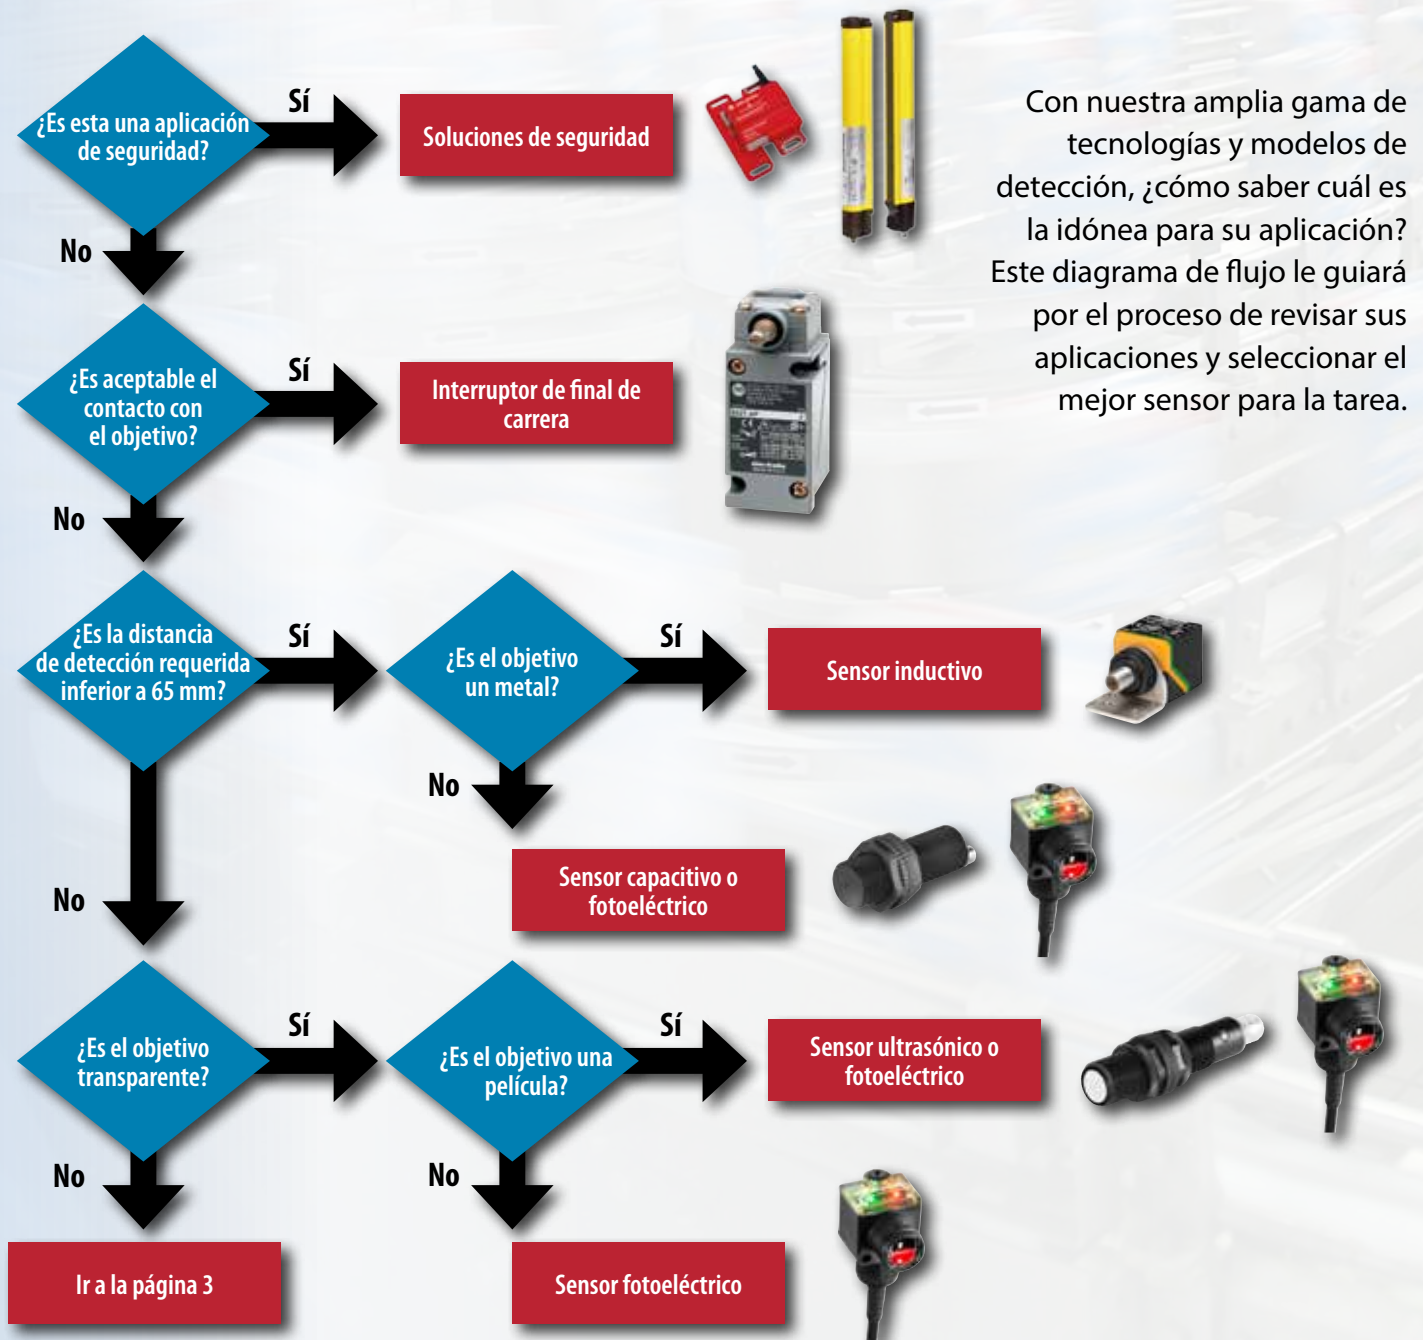 ¿Es esta una aplicación
de seguridad?
Sí
Soluciones de seguridad
Con nuestra amplia gama de
tecnologías y modelos de
detección, ¿cómo saber cuál es
la idónea para su aplicación?
Este diagrama de flujo le guiará
por el proceso de revisar sus
aplicaciones y seleccionar el
mejor sensor para la tarea.
No
¿Es aceptable el
contacto con
el objetivo?
Sí
Interruptor de final de
carrera
No
¿Es la distancia
de detección requerida
inferior a 65 mm?
Sí
¿Es el objetivo
un metal?
Sí
Sensor inductivo
No
Sensor capacitivo o
fotoeléctrico
No
¿Es el objetivo
transparente?
Sí
¿Es el objetivo una
película?
Sí
Sensor ultrasónico o
fotoeléctrico
No
Ir a la página 3
No
Sensor fotoeléctrico